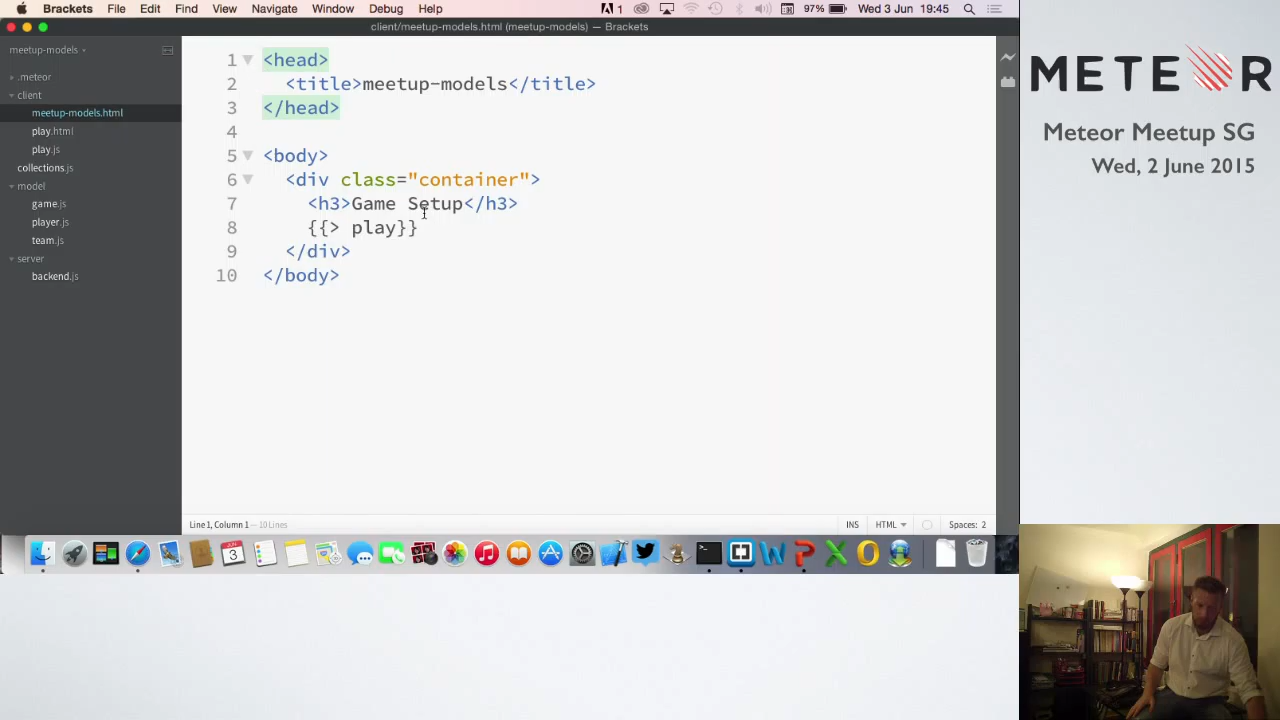 Brackets File Edit View Navigate Window Debug Help 1 97% Wed 3 Jun 19:45
client/meetup-models.html (meetup-models) — Brackets
meetup-models
.meteor
client
meetup-models.html
play.html
play.js
collections.js
model
game.js
player.js
team.js
server
backend.js
1 <head>
2 <title>meetup-models</title>
3 </head>
4
5 <body>
6 <div class="container">
7 <h3>Game Setup</h3>
8 {{> play}}
9 </div>
10 </body>
Line 1, Column 1 — 10 Lines
INS HTML Spaces: 2
JUN
3
METEOR
Meteor Meetup SG
Wed, 2 June 2015